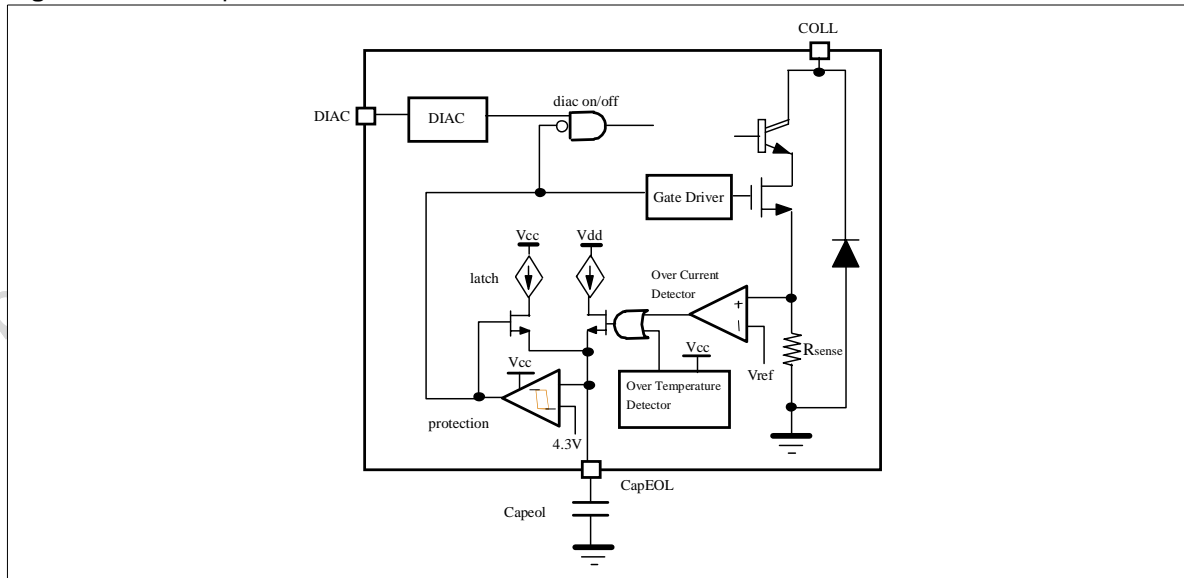 COLL
diac on/off
DIAC
DIAC
Gate Driver
Vcc
Vdd
latch
Over Current
Detector
+
−
Vcc
Rsense
Vref
Vcc
Over Temperature
Detector
protection
4.3V
CapEOL
Capeol